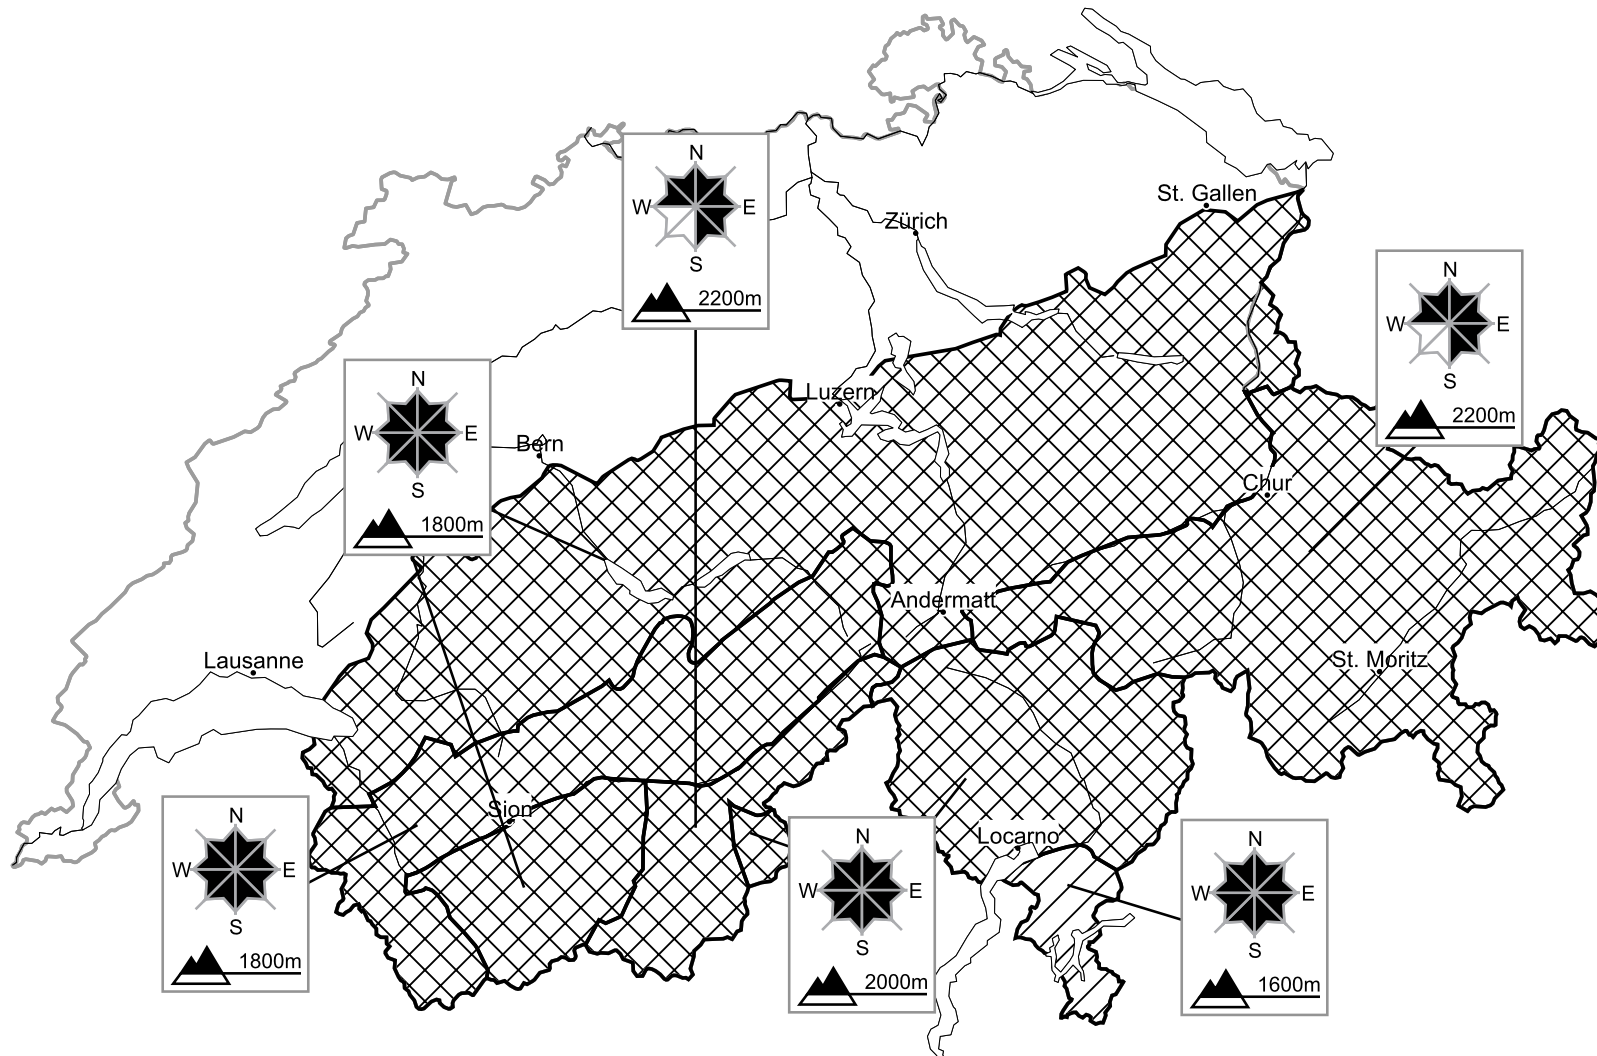 N
W E
S
2200m
St. Gallen
Zürich
N
W E
S
2200m
N
W E
S
1800m
Luzern
Bern
Chur
Andermatt
Lausanne
St. Moritz
Sion
Locarno
N
W E
S
1800m
N
W E
S
2000m
N
W E
S
1600m